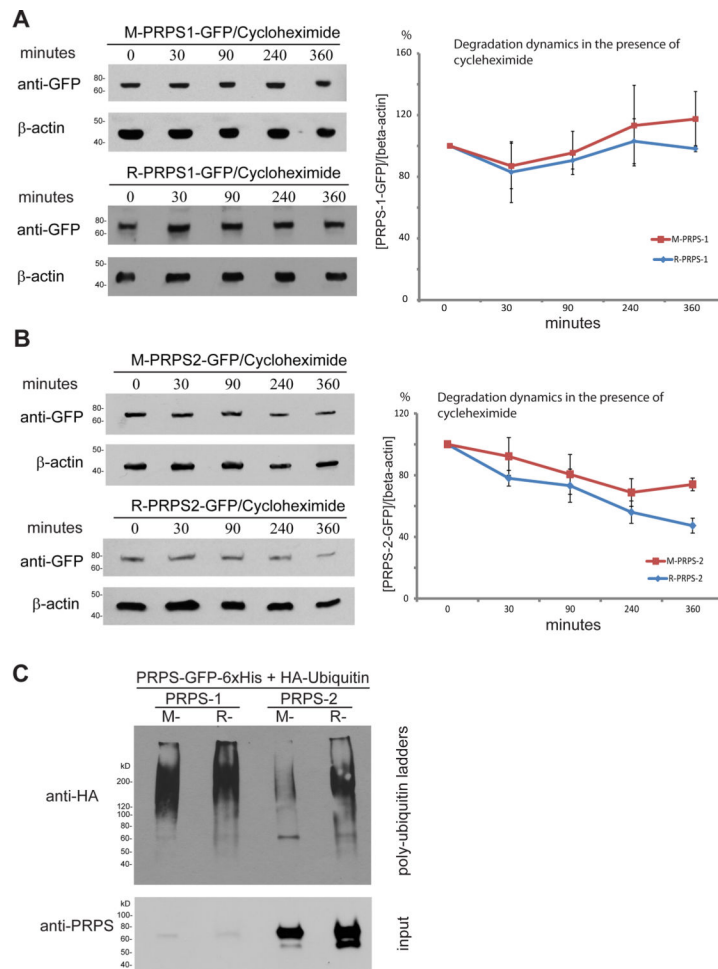 A
M-PRPS1-GFP/Cycloheximide
minutes 0 30 90 240 360
anti-GFP
80-
60-
β-actin
50-
40-
R-PRPS1-GFP/Cycloheximide
minutes 0 30 90 240 360
anti-GFP
80-
60-
β-actin
50-
40-
%
Degradation dynamics in the presence of
cycleheximide
160
120
80
40
0
[PRPS-1-GFP]/[beta-actin]
M-PRPS-1
R-PRPS-1
0 30 90 240 360
minutes
B
M-PRPS2-GFP/Cycloheximide
minutes 0 30 90 240 360
anti-GFP
80-
60-
β-actin
50-
40-
R-PRPS2-GFP/Cycloheximide
minutes 0 30 90 240 360
anti-GFP
80-
60-
β-actin
50-
40-
%
Degradation dynamics in the presence of
cycleheximide
120
80
40
0
[PRPS-2-GFP]/[beta-actin]
M-PRPS-2
R-PRPS-2
0 30 90 240 360
minutes
C
PRPS-GFP-6xHis + HA-Ubiquitin
PRPS-1 PRPS-2
M- R- M- R-
anti-HA
kD
200-
120-
100-
80-
60-
50-
40-
poly-ubiquitin ladders
anti-PRPS
kD
100-
80-
60-
50-
40-
input